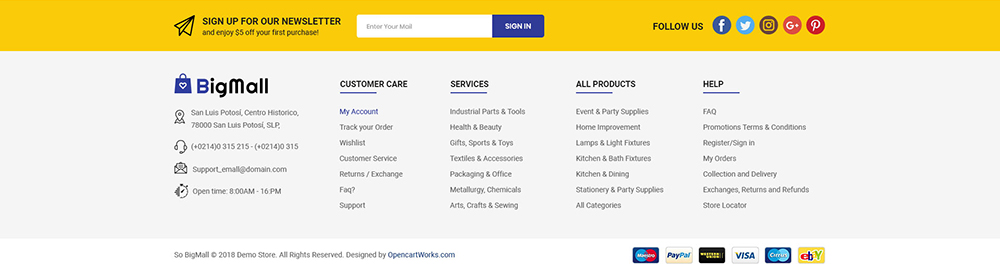 SIGN UP FOR OUR NEWSLETTER
and enjoy $5 off your first purchase!
Enter Your Mail
SIGN IN
FOLLOW US
BigMall
San Luis Potosí, Centro Historico,
78000 San Luis Potosí, SLP,
(+0214)0 315 215 - (+0214)0 315
Support_email@domain.com
Open time: 8:00AM - 16:PM
CUSTOMER CARE
My Account
Track your Order
Wishlist
Customer Service
Returns / Exchange
Faq?
Support
SERVICES
Industrial Parts & Tools
Health & Beauty
Gifts, Sports & Toys
Textiles & Accessories
Packaging & Office
Metallurgy, Chemicals
Arts, Crafts & Sewing
ALL PRODUCTS
Event & Party Supplies
Home Improvement
Lamps & Light Fixtures
Kitchen & Bath Fixtures
Kitchen & Dining
Stationery & Party Supplies
All Categories
HELP
FAQ
Promotions Terms & Conditions
Register/Sign in
My Orders
Collection and Delivery
Exchanges, Returns and Refunds
Store Locator
So BigMall © 2018 Demo Store. All Rights Reserved. Designed by OpencartWorks.com
Maestro
PayPal
WESTERN UNION
VISA
Cirrus
ebY